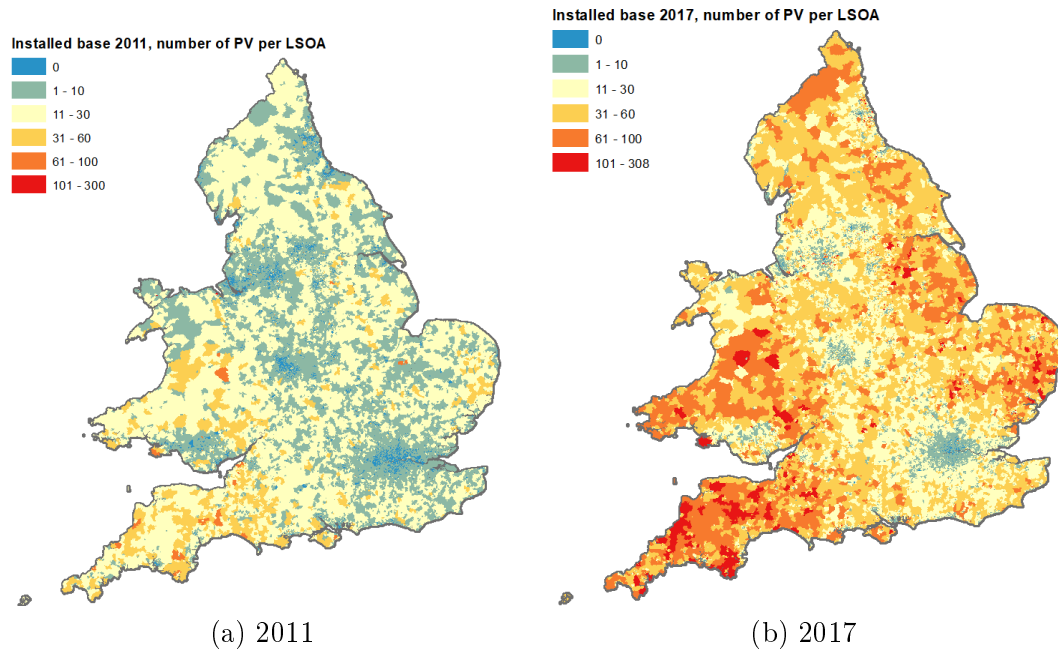 Installed base 2011, number of PV per LSOA
0
1 - 10
11 - 30
31 - 60
61 - 100
101 - 300
(a) 2011
Installed base 2017, number of PV per LSOA
0
1 - 10
11 - 30
31 - 60
61 - 100
101 - 308
(b) 2017